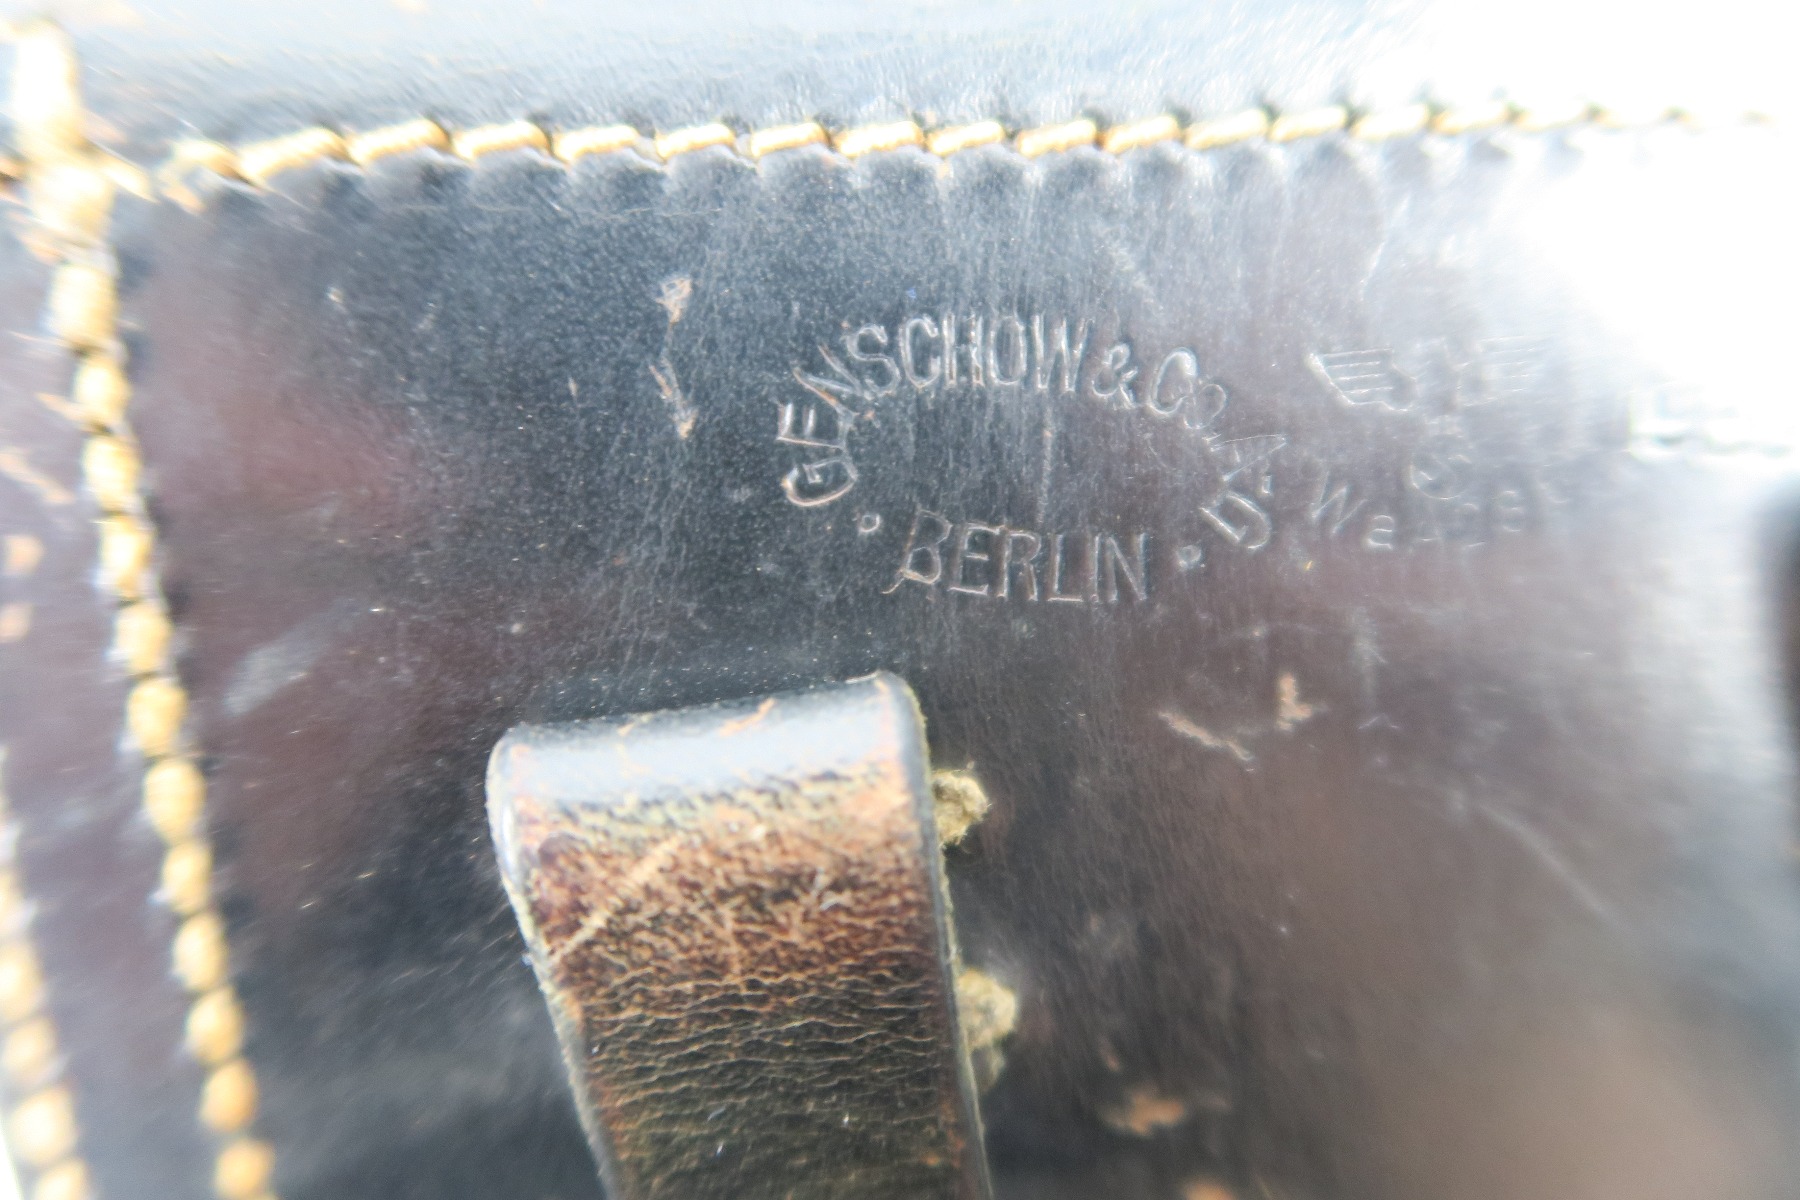 GENSCHOW & Co. A.G.
· BERLIN ·